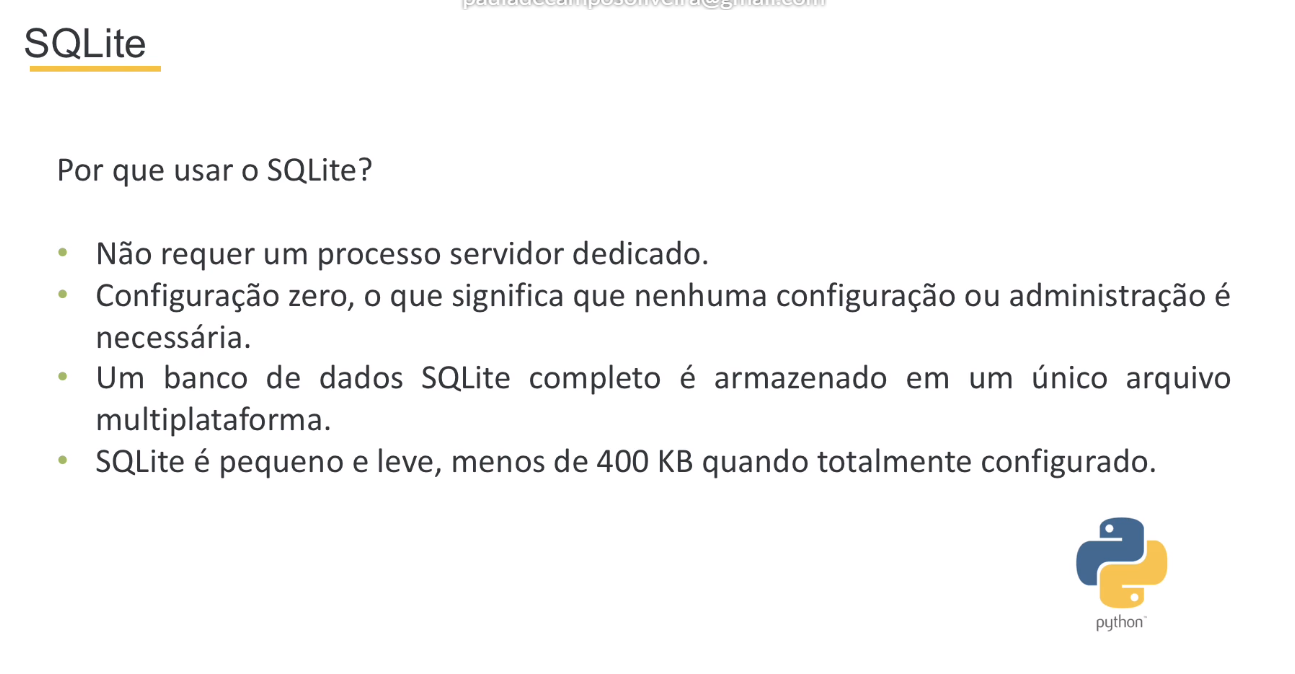 SQLite
Por que usar o SQLite?
• Não requer um processo servidor dedicado.
• Configuração zero, o que significa que nenhuma configuração ou administração é
necessária.
• Um banco de dados SQLite completo é armazenado em um único arquivo
multiplataforma.
• SQLite é pequeno e leve, menos de 400 KB quando totalmente configurado.
python